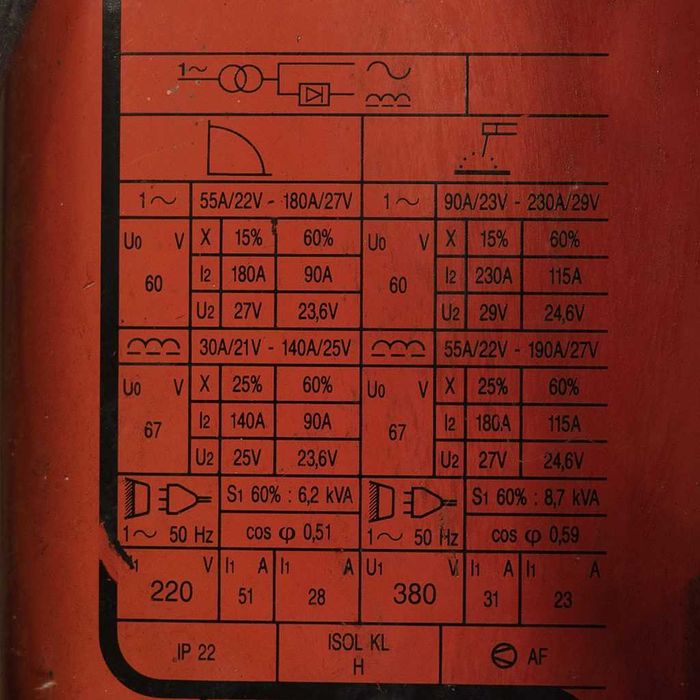 1~
1~ 55A/22V - 180A/27V 1~ 90A/23V - 230A/29V
U0 V X 15% 60% U0 V X 15% 60%
60 I2 180A 90A 60 I2 230A 115A
U2 27V 23,6V U2 29V 24,6V
30A/21V - 140A/25V 55A/22V - 190A/27V
U0 V X 25% 60% U0 V X 25% 60%
67 I2 140A 90A 67 I2 180A 115A
U2 25V 23,6V U2 27V 24,6V
S1 60% : 6,2 kVA S1 60% : 8,7 kVA
1~ 50 Hz cos φ 0,51 1~ 50 Hz cos φ 0,59
V I1 A I1 A U1 V I1 A I1 A
220 51 28 380 31 23
IP 22 ISOL KL H AF